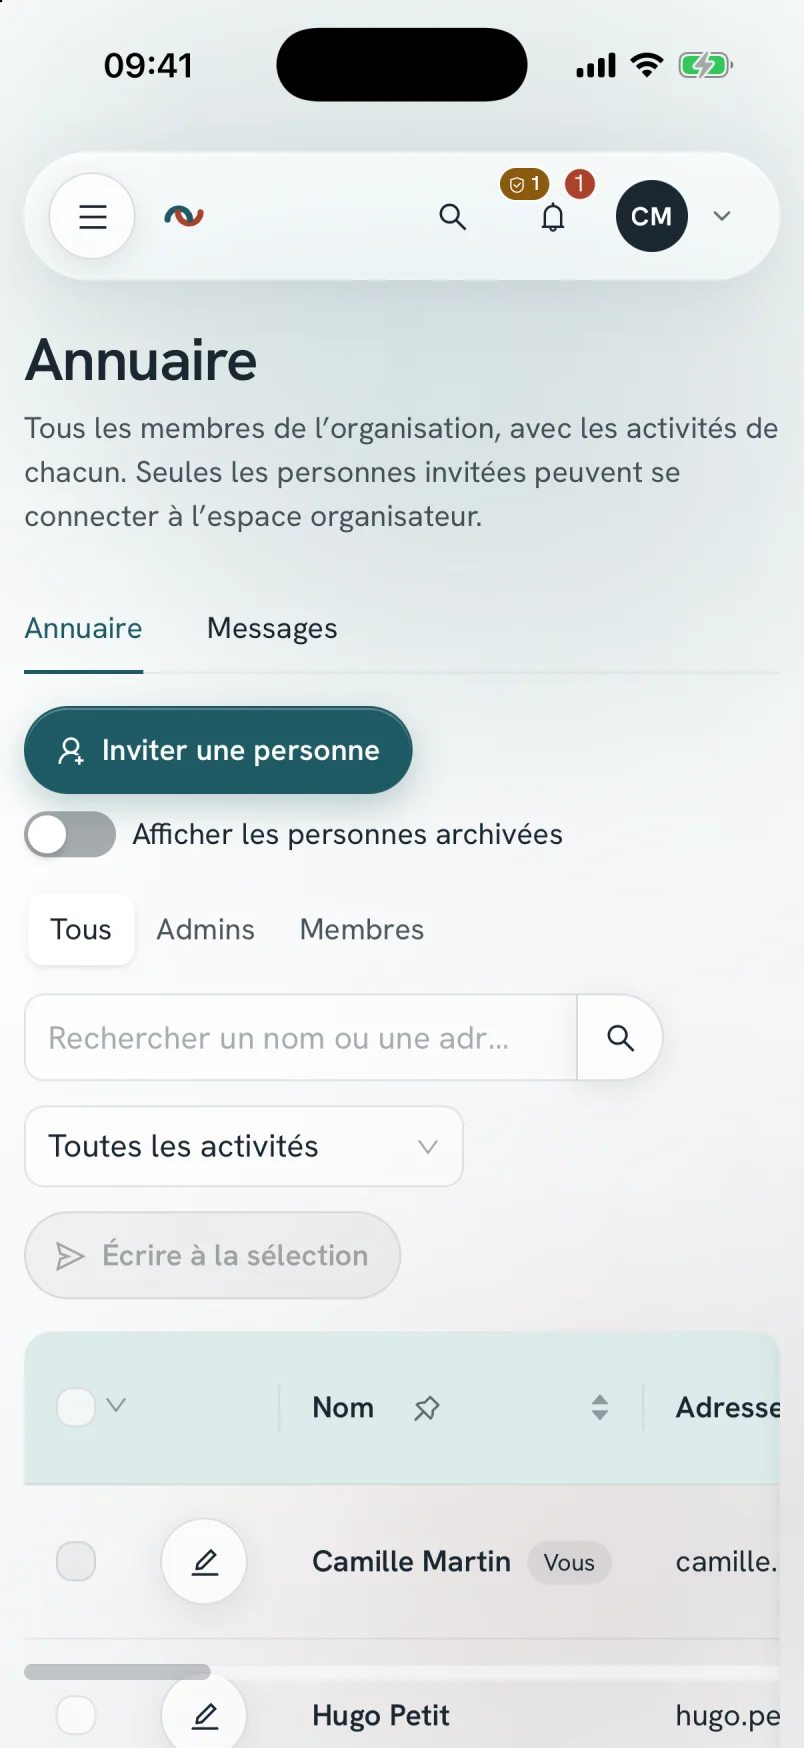 09:41
1
1
CM
Annuaire
Tous les membres de l’organisation, avec les activités de
chacun. Seules les personnes invitées peuvent se
connecter à l’espace organisateur.
Annuaire
Messages
Inviter une personne
Afficher les personnes archivées
Tous
Admins
Membres
Rechercher un nom ou une adr...
Toutes les activités
Écrire à la sélection
Nom
Adresse
Camille Martin
Vous
camille.
Hugo Petit
hugo.pe